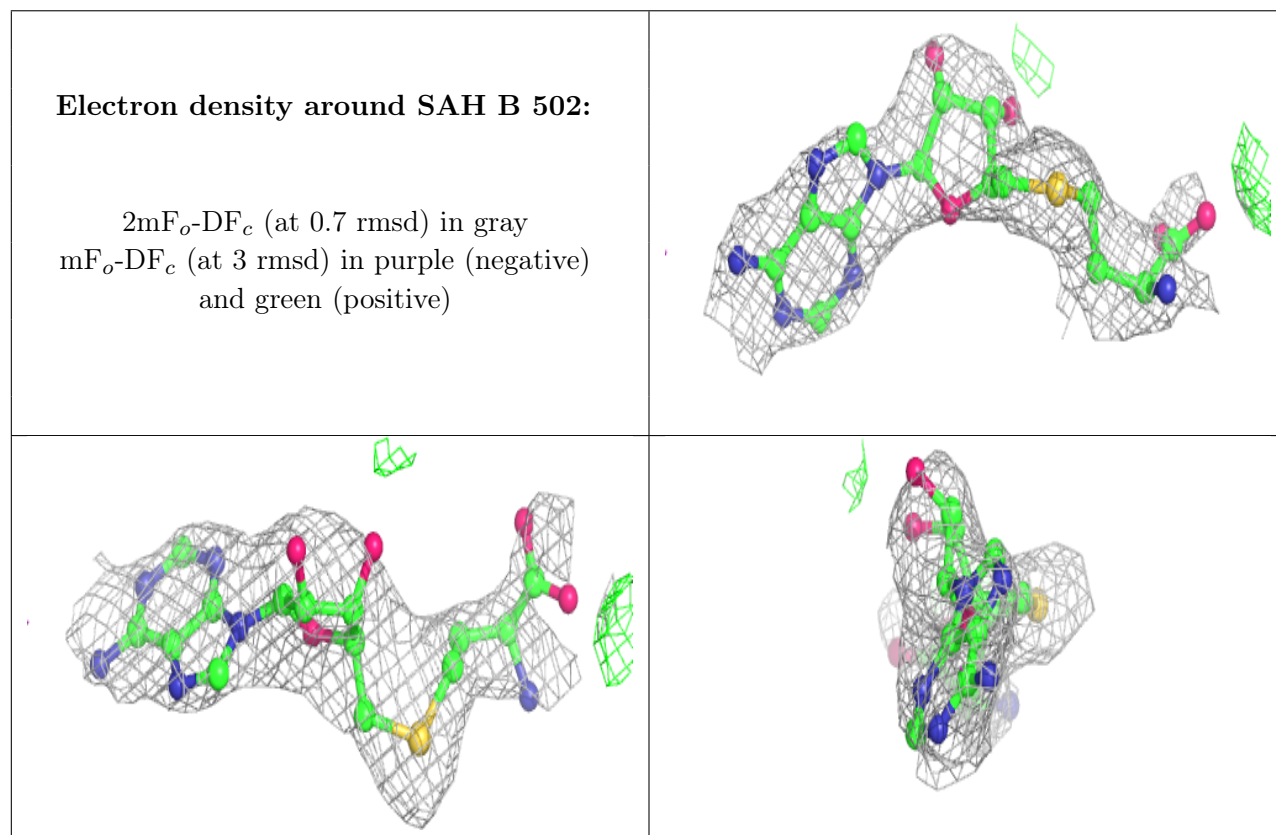 Electron density around SAH B 502:
2mFo-DFc (at 0.7 rmsd) in gray
mFo-DFc (at 3 rmsd) in purple (negative)
and green (positive)